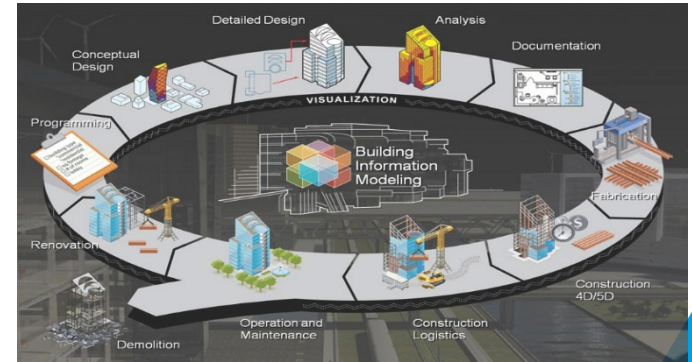 Detailed Design
Analysis
Conceptual
Design
Documentation
VISUALIZATION
Programming
Building
Information
Modeling
Fabrication
Renovation
Construction
4D/5D
Operation and
Maintenance
Construction
Logistics
Demolition